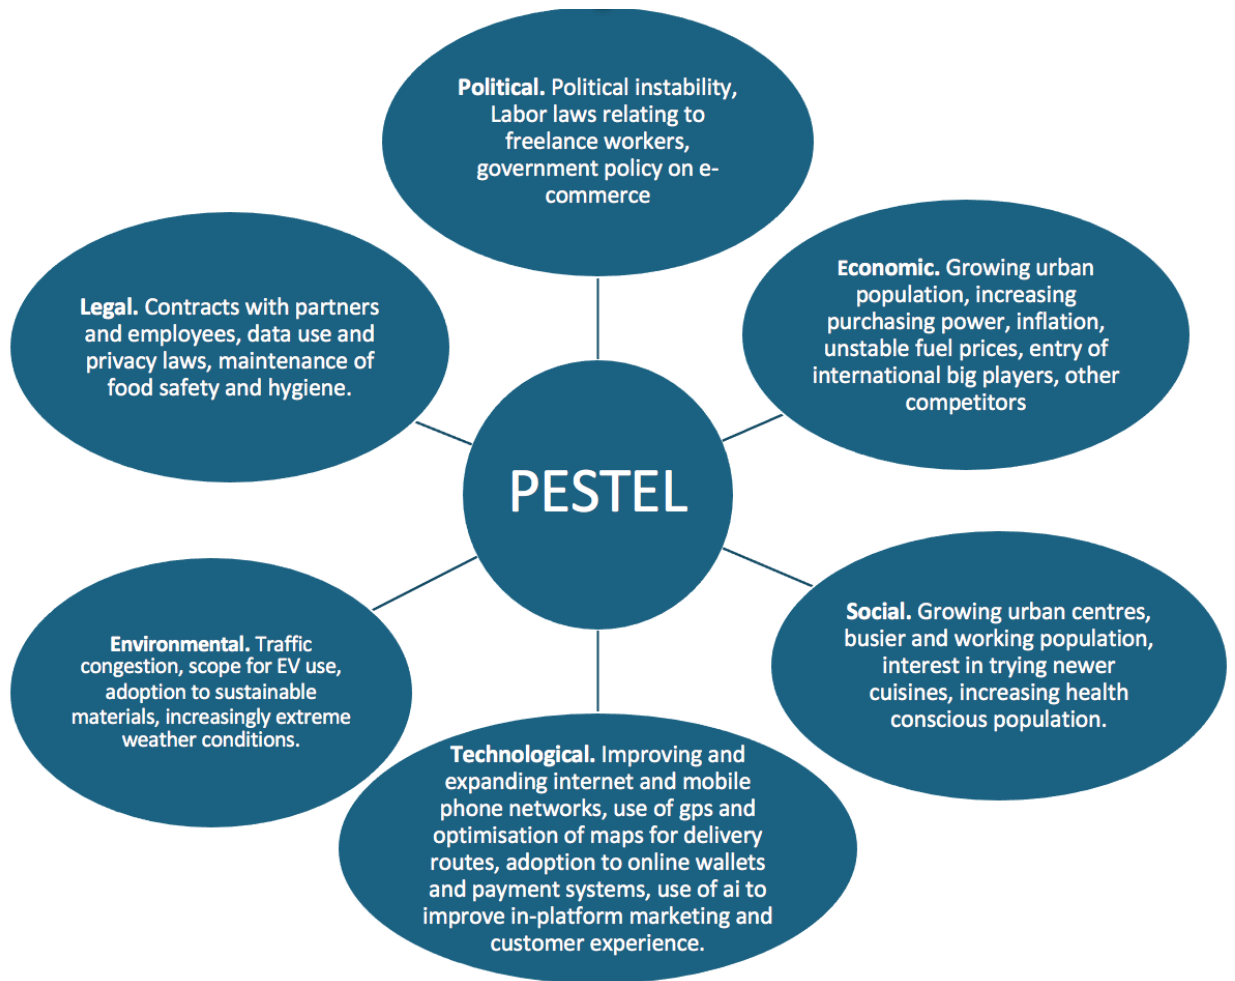 Political. Political instability,
Labor laws relating to
freelance workers,
government policy on e-
commerce
Economic. Growing urban
population, increasing
purchasing power, inflation,
unstable fuel prices, entry of
international big players, other
competitors
Social. Growing urban centres,
busier and working population,
interest in trying newer
cuisines, increasing health
conscious population.
Technological. Improving and
expanding internet and mobile
phone networks, use of gps and
optimisation of maps for delivery
routes, adoption to online wallets
and payment systems, use of ai to
improve in-platform marketing and
customer experience.
Environmental. Traffic
congestion, scope for EV use,
adoption to sustainable
materials, increasingly extreme
weather conditions.
Legal. Contracts with partners
and employees, data use and
privacy laws, maintenance of
food safety and hygiene.
PESTEL